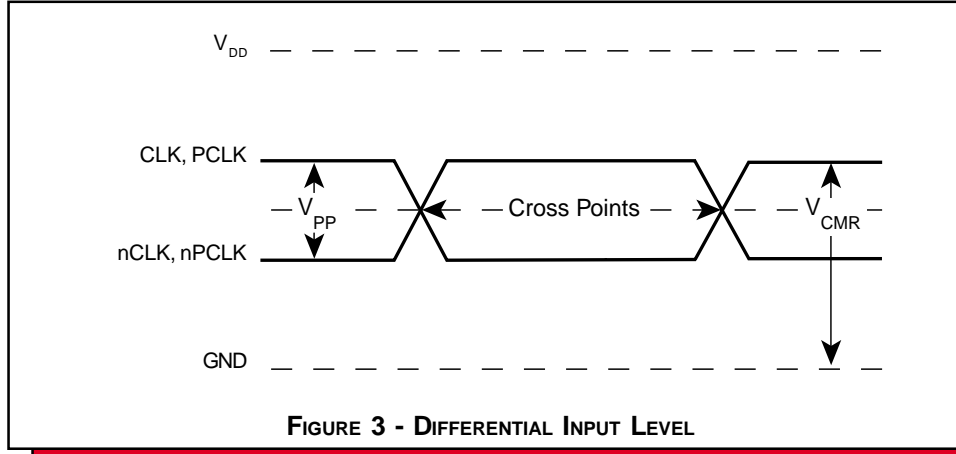 VDD
CLK, PCLK
VPP
Cross Points
VCMR
nCLK, nPCLK
GND
FIGURE 3 - DIFFERENTIAL INPUT LEVEL